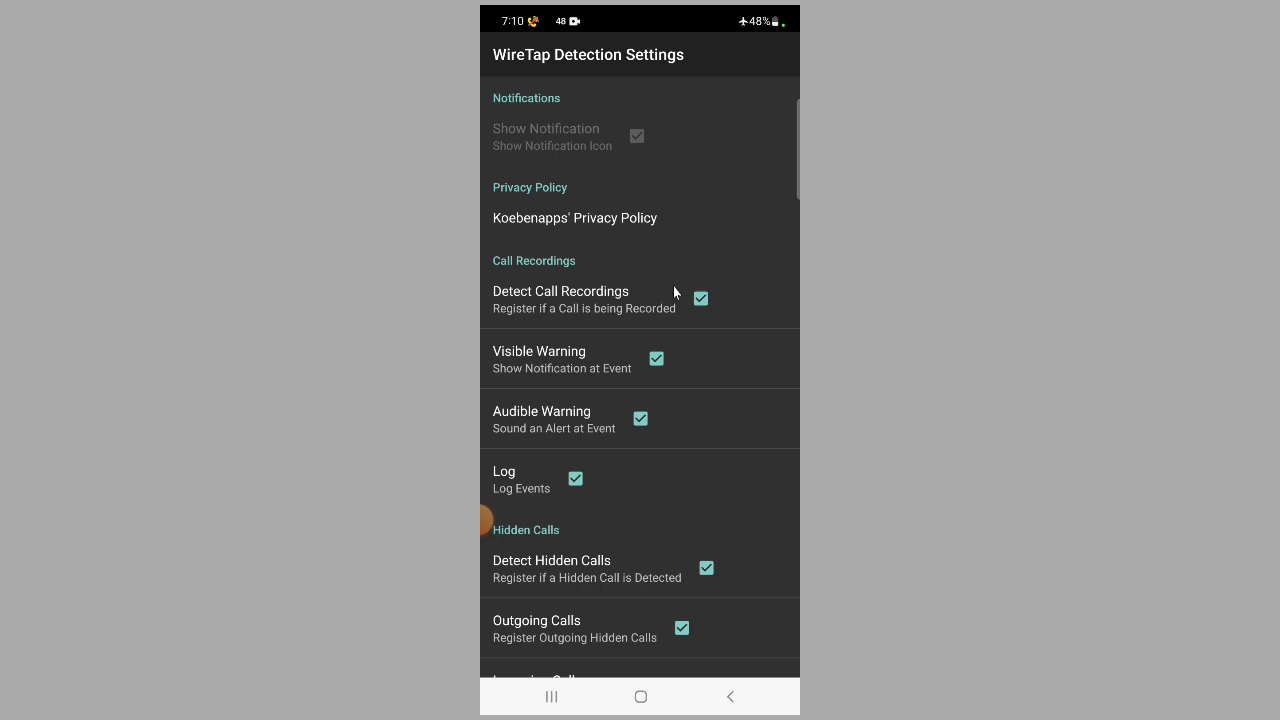 7:10 48 48%
WireTap Detection Settings
Notifications
Show Notification
Show Notification Icon
Privacy Policy
Koebenapps' Privacy Policy
Call Recordings
Detect Call Recordings
Register if a Call is being Recorded
Visible Warning
Show Notification at Event
Audible Warning
Sound an Alert at Event
Log
Log Events
Hidden Calls
Detect Hidden Calls
Register if a Hidden Call is Detected
Outgoing Calls
Register Outgoing Hidden Calls